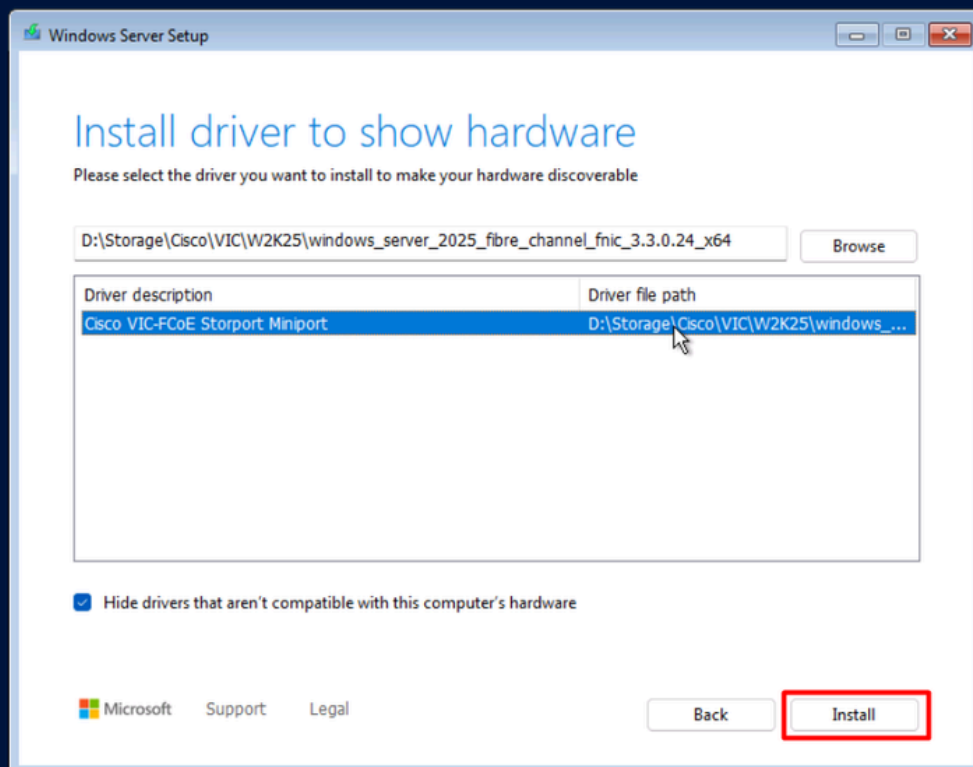 Windows Server Setup
Install driver to show hardware
Please select the driver you want to install to make your hardware discoverable
D:\Storage\Cisco\VIC\W2K25\windows_server_2025_fibre_channel_fnic_3.3.0.24_x64
Browse
Driver description Driver file path
Cisco VIC-FCoE Storport Miniport D:\Storage\Cisco\VIC\W2K25\windows_...
Hide drivers that aren't compatible with this computer's hardware
Microsoft Support Legal Back Install